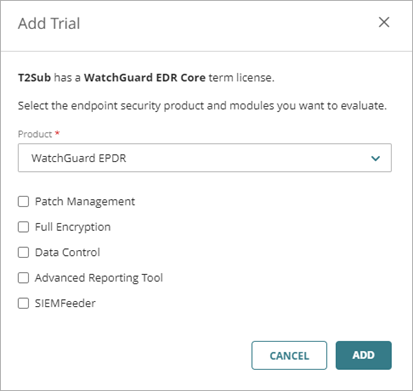 Add Trial
T2Sub has a WatchGuard EDR Core term license.
Select the endpoint security product and modules you want to evaluate.
Product *
WatchGuard EPDR
Patch Management
Full Encryption
Data Control
Advanced Reporting Tool
SIEMFeeder
CANCEL
ADD